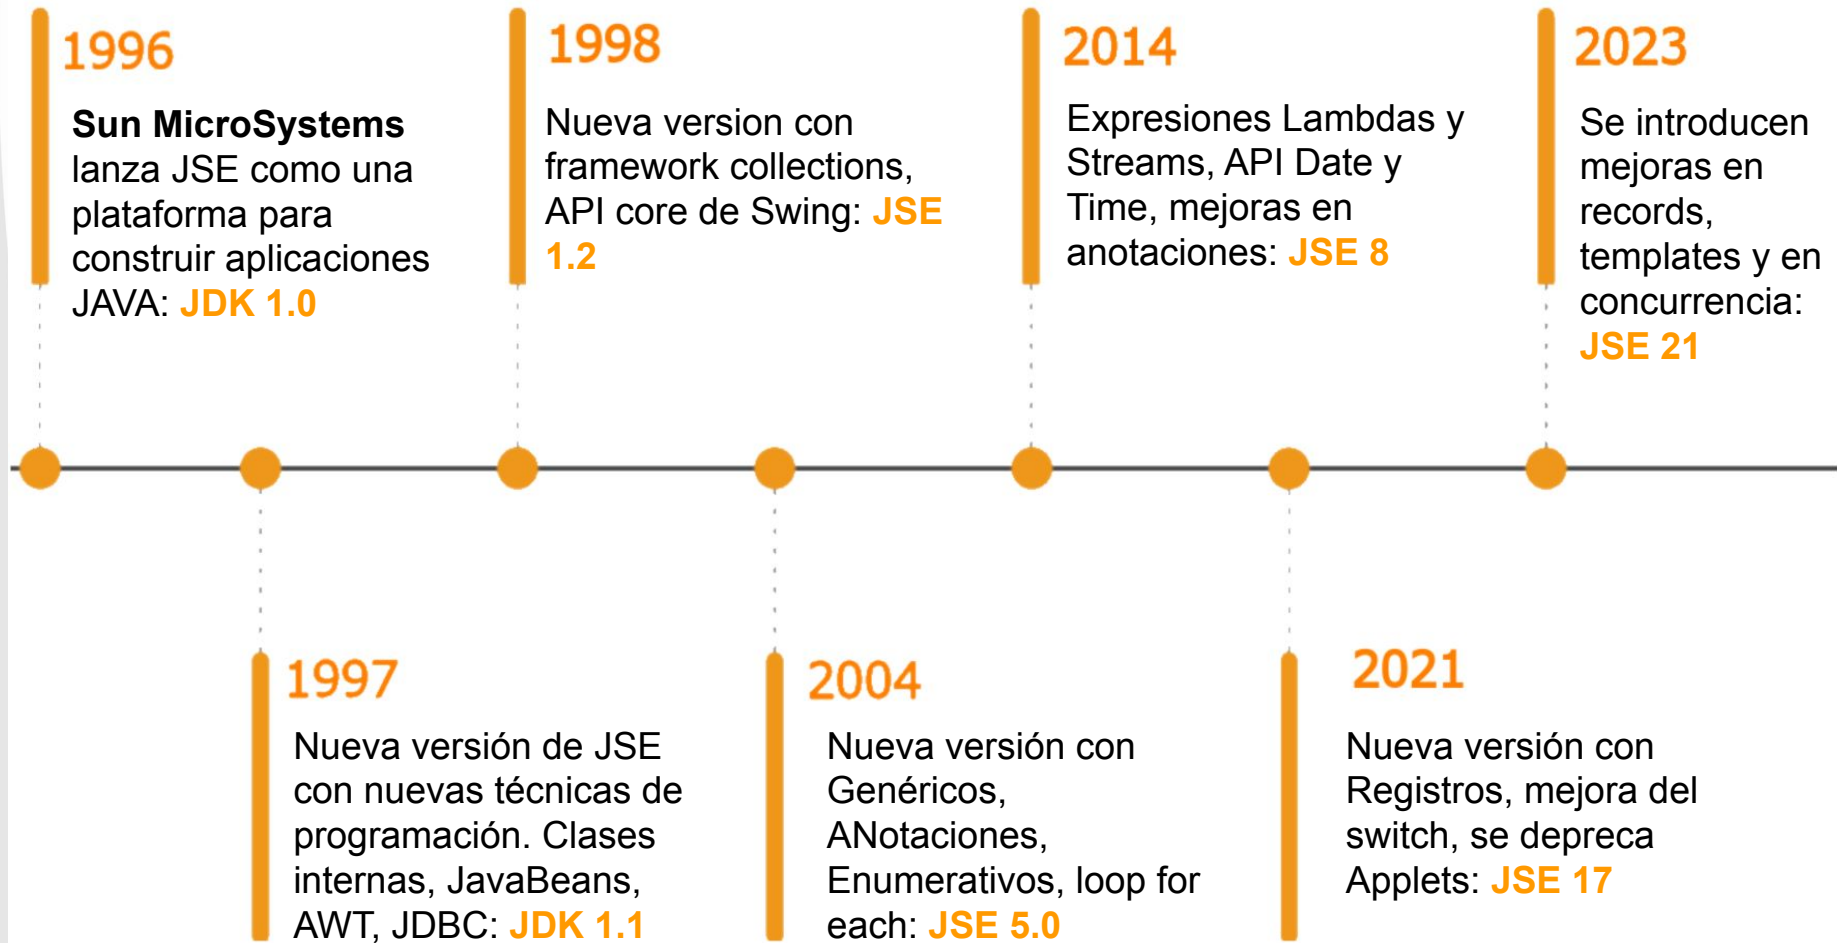 1996
Sun MicroSystems
lanza JSE como una
plataforma para
construir aplicaciones
JAVA: JDK 1.0
1997
Nueva versión de JSE
con nuevas técnicas de
programación. Clases
internas, JavaBeans,
AWT, JDBC: JDK 1.1
1998
Nueva version con
framework collections,
API core de Swing: JSE
1.2
2004
Nueva versión con
Genéricos,
ANotaciones,
Enumerativos, loop for
each: JSE 5.0
2014
Expresiones Lambdas y
Streams, API Date y
Time, mejoras en
anotaciones: JSE 8
2021
Nueva versión con
Registros, mejora del
switch, se depreca
Applets: JSE 17
2023
Se introducen
mejoras en
records,
templates y en
concurrencia:
JSE 21